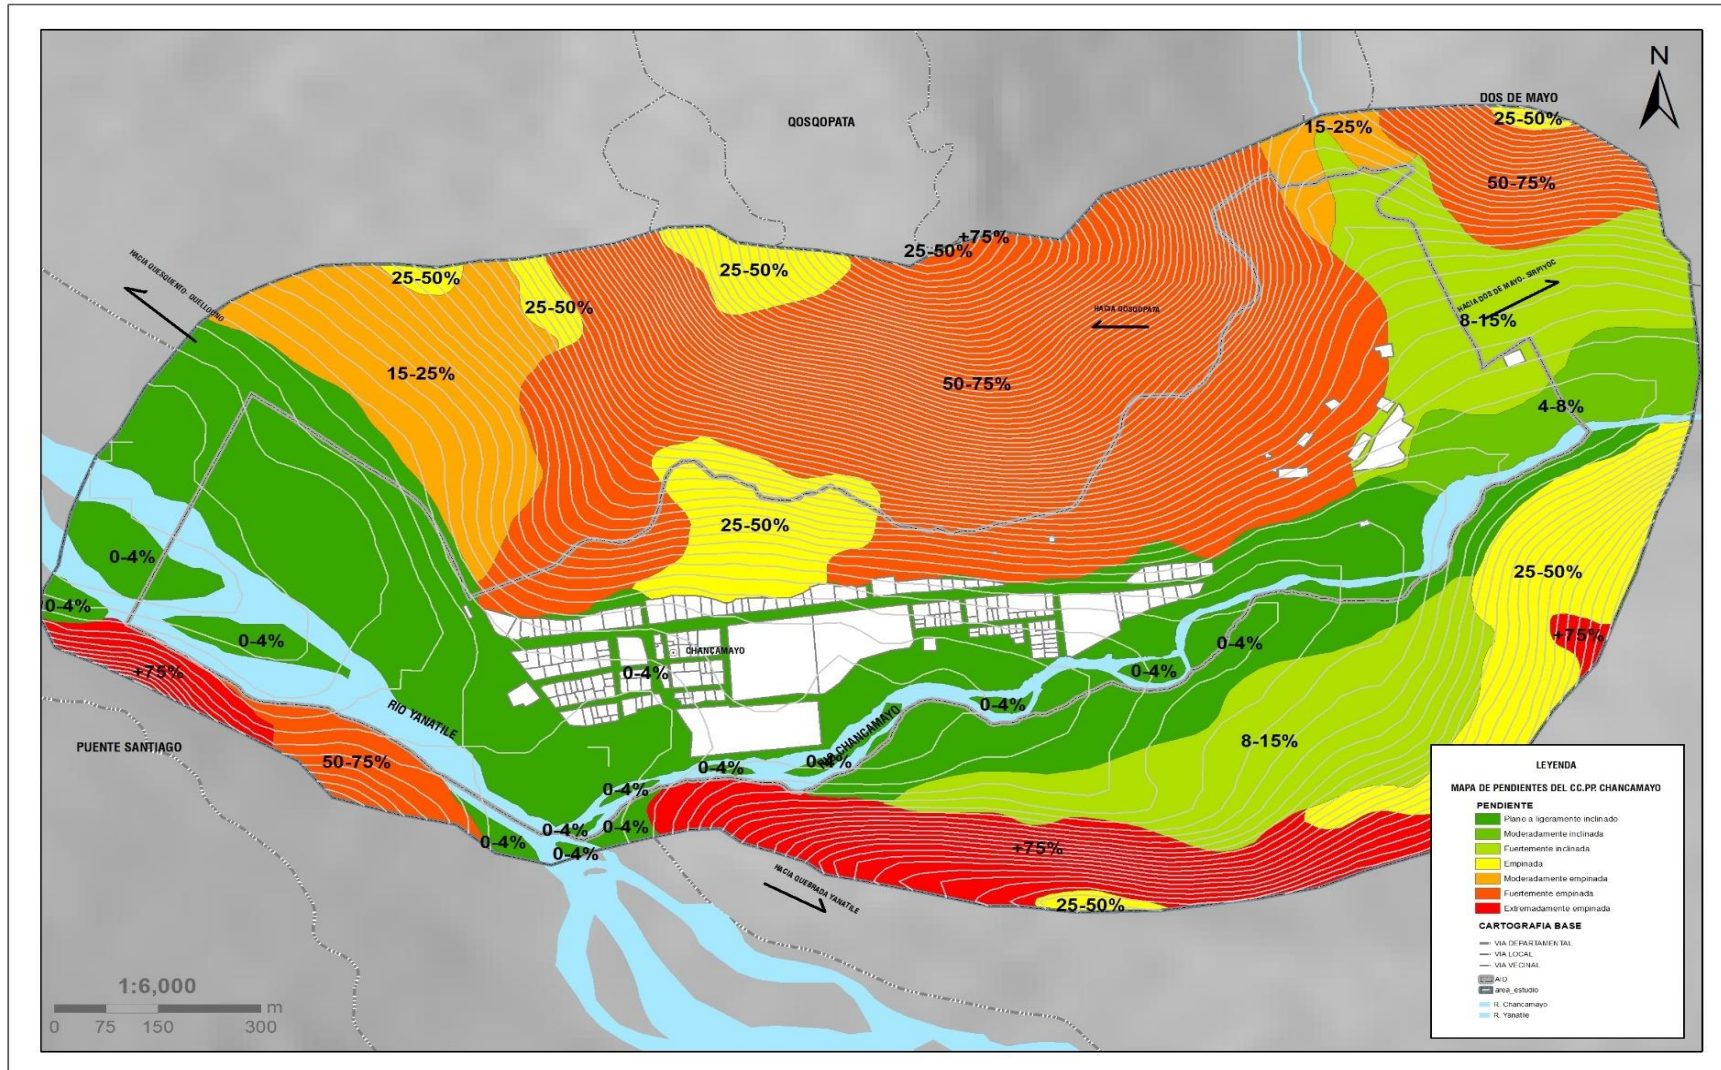 N
DOS DE MAYO
25-50%
QOSQOPATA
15-25%
50-75%
+75%
25-50%
HACIA QUESQUENTO- QUELLOUNO
25-50%
25-50%
25-50%
HACIA DOS DE MAYO- SIRPIYOC
HACIA QOSQOPATA
8-15%
15-25%
50-75%
4-8%
25-50%
0-4%
25-50%
0-4%
0-4%
0-4%
+75%
CHANCAMAYO
0-4%
0-4%
+75%
0-4%
RIO YANATILE
RIO CHANCAMAYO
PUENTE SANTIAGO
8-15%
50-75%
0-4%
0-4%
0-4%
0-4%
0-4%
0-4%
0-4%
+75%
HACIA QUEBRADA YANATILE
25-50%
LEYENDA
MAPA DE PENDIENTES DEL CC.PP. CHANCAMAYO
PENDIENTE
Plano a ligeramente inclinado
Moderadamente inclinada
Fuertemente inclinada
Empinada
Moderadamente empinada
Fuertemente empinada
Extremadamente empinada
CARTOGRAFIA BASE
VIA DEPARTAMENTAL
VIA LOCAL
VIA VECINAL
AID
area_estudio
R. Chancamayo
R. Yanatile
1:6,000
m
0 75 150 300